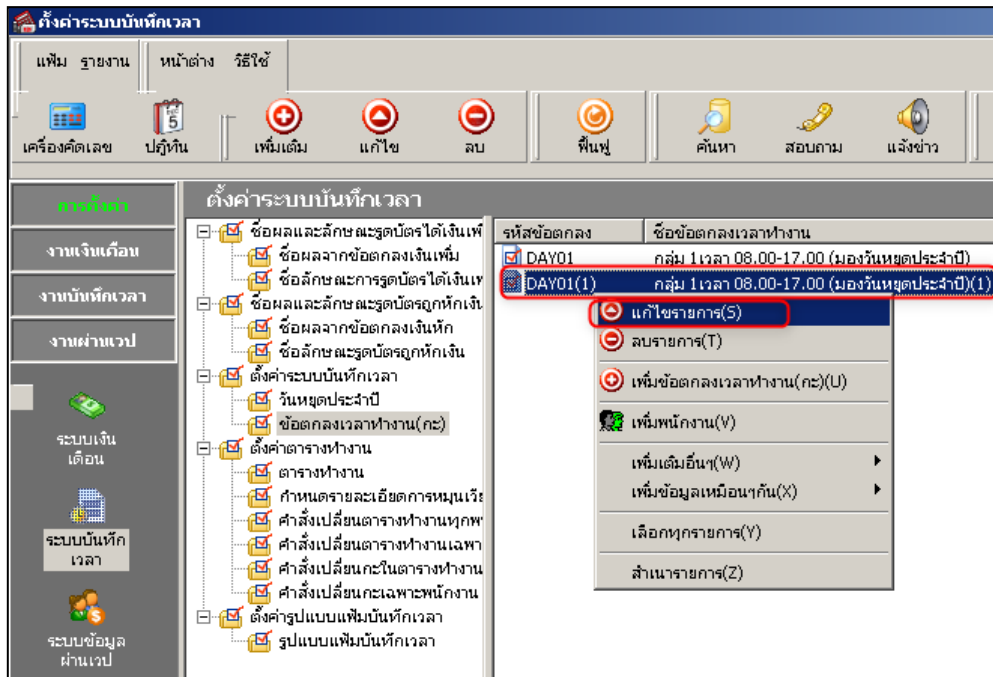 ตั้งค่าระบบบันทึกเวลา
แฟ้ม รายงาน หน้าต่าง วิธีใช้
เครื่องคิดเลข ปฎิทิน เพิ่มเติม แก้ไข ลบ ฟื้นฟู ค้นหา สอบถาม แจ้งข่าว
การตั้งค่า
งานเงินเดือน
งานบันทึกเวลา
งานผ่านเวป
ระบบเงิน
เดือน
ระบบบันทึก
เวลา
ระบบข้อมูล
ผ่านเวป
ตั้งค่าระบบบันทึกเวลา
ชื่อผลและลักษณะรูดบัตรได้เงินเพิ่
ชื่อผลจากข้อตกลงเงินเพิ่ม
ชื่อลักษณะการรูดบัตรได้เงินเพ
ชื่อผลและลักษณะรูดบัตรถูกหักเงิน
ชื่อผลจากข้อตกลงเงินหัก
ชื่อลักษณะรูดบัตรถูกหักเงิน
ตั้งค่าระบบบันทึกเวลา
วันหยุดประจำปี
ข้อตกลงเวลาทำงาน(กะ)
ตั้งค่าตารางทำงาน
ตารางทำงาน
กำหนดรายละเอียดการหมุนเวีย
คำสั่งเปลี่ยนตารางทำงานทุกพ
คำสั่งเปลี่ยนตารางทำงานเฉพา
คำสั่งเปลี่ยนกะในตารางทำงาน
คำสั่งเปลี่ยนกะเฉพาะพนักงาน
ตั้งค่ารูปแบบแฟ้มบันทึกเวลา
รูปแบบแฟ้มบันทึกเวลา
รหัสข้อตกลง ชื่อข้อตกลงเวลาทำงาน
DAY01 กลุ่ม 1เวลา 08.00-17.00 (มองวันหยุดประจำปี)
DAY01(1) กลุ่ม 1เวลา 08.00-17.00 (มองวันหยุดประจำปี)(1)
แก้ไขรายการ(S)
ลบรายการ(T)
เพิ่มข้อตกลงเวลาทำงาน(กะ)(U)
เพิ่มพนักงาน(V)
เพิ่มเติมอื่นๆ(W)
เพิ่มข้อมูลเหมือนๆกัน(X)
เลือกทุกรายการ(Y)
สำเนารายการ(Z)